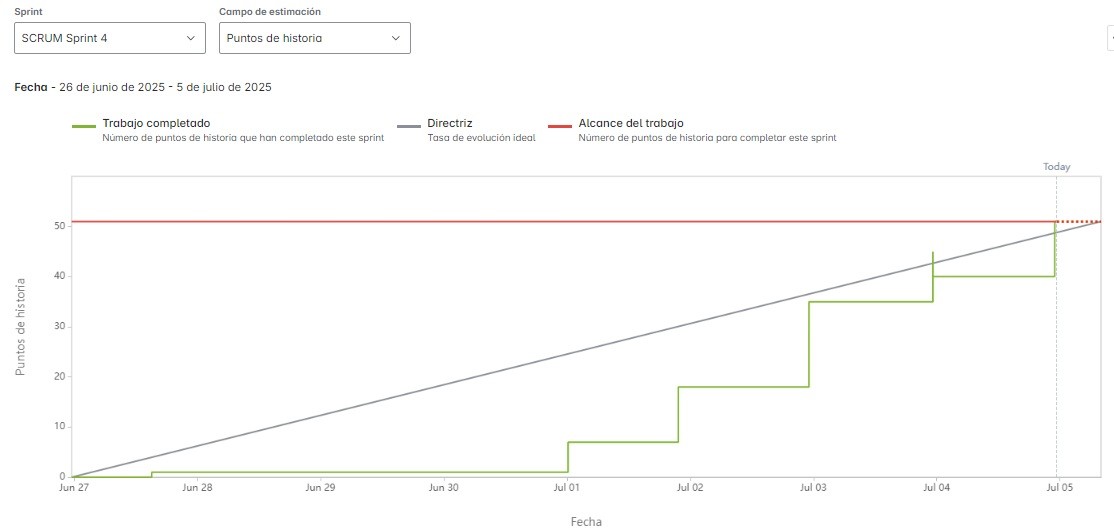 Sprint
Campo de estimación
SCRUM Sprint 4
Puntos de historia
Fecha - 26 de junio de 2025 - 5 de julio de 2025
Trabajo completado
Número de puntos de historia que han completado este sprint
Directriz
Tasa de evolución ideal
Alcance del trabajo
Número de puntos de historia para completar este sprint
Today
Puntos de historia
50
40
30
20
10
0
Jun 27
Jun 28
Jun 29
Jun 30
Jul 01
Jul 02
Jul 03
Jul 04
Jul 05
Fecha